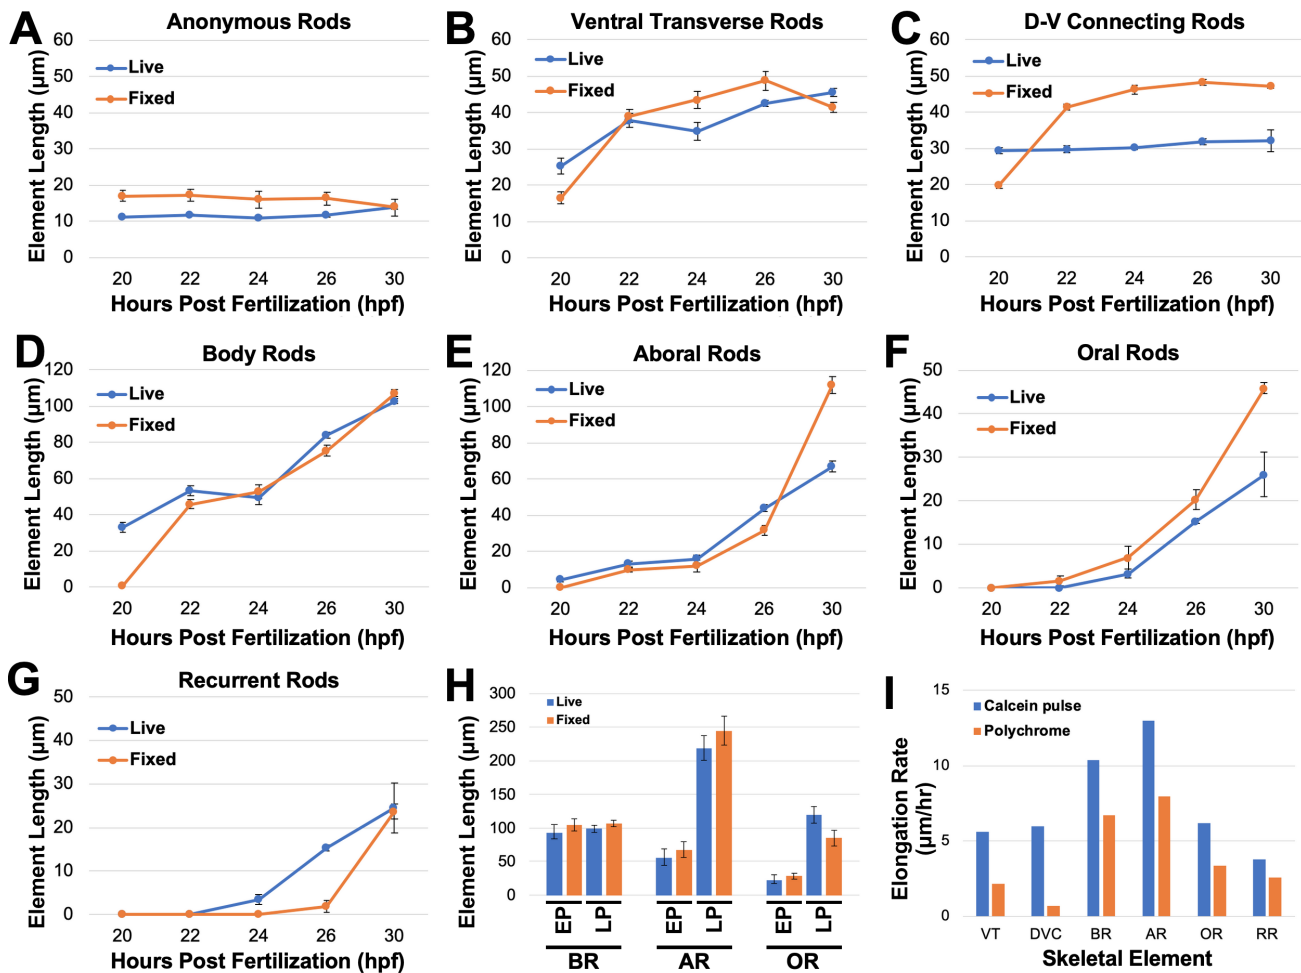 A
Anonymous Rods
Element Length (μm)
60
50
40
30
20
10
0
Live
Fixed
20 22 24 26 30
Hours Post Fertilization (hpf)
B
Ventral Transverse Rods
Element Length (μm)
60
50
40
30
20
10
0
Live
Fixed
20 22 24 26 30
Hours Post Fertilization (hpf)
C
D-V Connecting Rods
Element Length (μm)
60
50
40
30
20
10
0
Live
Fixed
20 22 24 26 30
Hours Post Fertilization (hpf)
D
Body Rods
Element Length (μm)
120
100
80
60
40
20
0
Live
Fixed
20 22 24 26 30
Hours Post Fertilization (hpf)
E
Aboral Rods
Element Length (μm)
120
100
80
60
40
20
0
Live
Fixed
20 22 24 26 30
Hours Post Fertilization (hpf)
F
Oral Rods
Element Length (μm)
50
40
30
20
10
0
Live
Fixed
20 22 24 26 30
Hours Post Fertilization (hpf)
G
Recurrent Rods
Element Length (μm)
50
40
30
20
10
0
Live
Fixed
20 22 24 26 30
Hours Post Fertilization (hpf)
H
Element Length (μm)
300
250
200
150
100
50
0
Live
Fixed
EP LP EP LP EP LP
BR AR OR
I
Elongation Rate
(μm/hr)
15
10
5
0
Calcein pulse
Polychrome
VT DVC BR AR OR RR
Skeletal Element